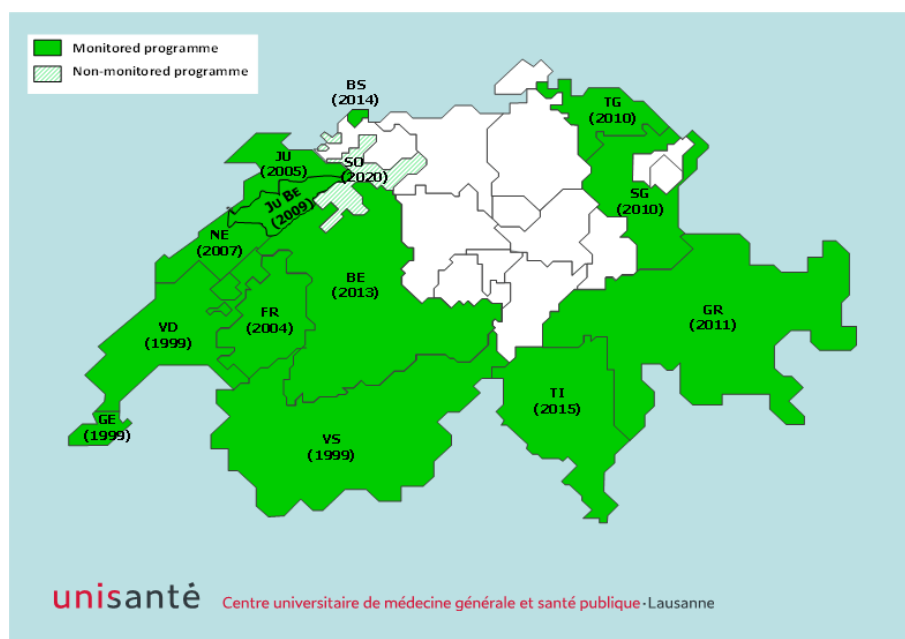 Monitored programme
Non-monitored programme
BS
(2014)
TG
(2010)
JU
(2005)
SO
(2020)
JU BE
(2009)
SG
(2010)
NE
(2007)
BE
(2013)
GR
(2011)
FR
(2004)
VD
(1999)
TI
(2015)
GE
(1999)
VS
(1999)
unisanté Centre universitaire de médecine générale et santé publique·Lausanne